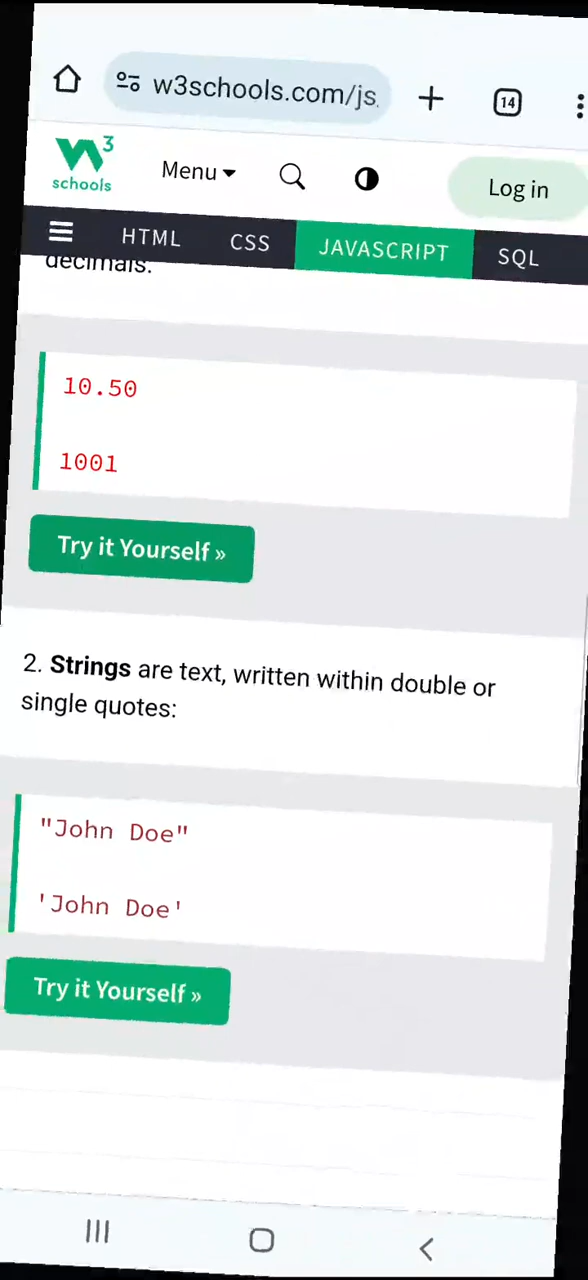 w3schools.com/js
14
W3
schools
Menu
Log in
HTML CSS JAVASCRIPT SQL
decimals:
10.50
1001
Try it Yourself »
2. Strings are text, written within double or
single quotes:
"John Doe"
'John Doe'
Try it Yourself »